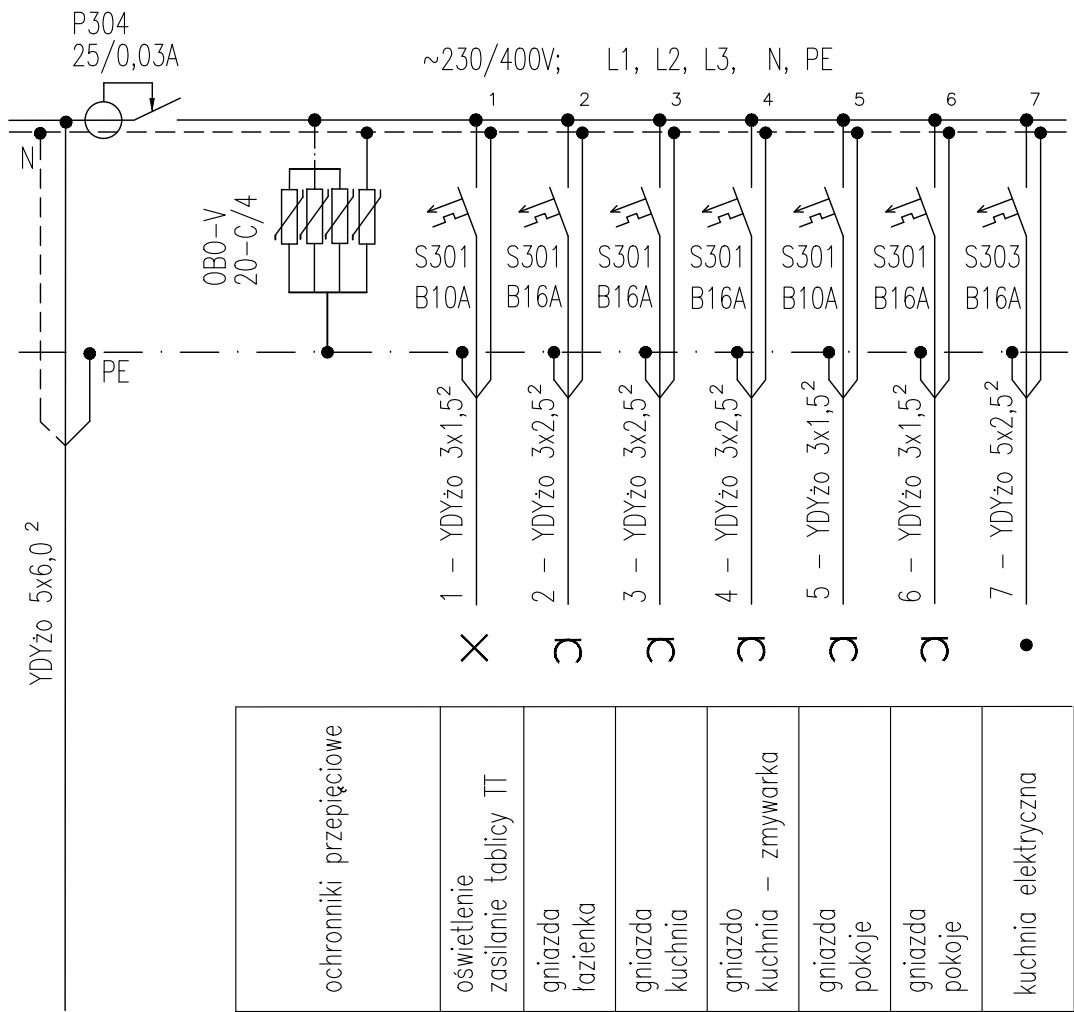 P304
25/0,03A
~230/400V; L1, L2, L3, N, PE
1 2 3 4 5 6 7
N
OBO-V
20-C/4
S301
B10A
S301
B16A
S301
B16A
S301
B16A
S301
B10A
S301
B16A
S303
B16A
PE
YDYżo 5x6,0²
1 - YDYżo 3x1,5²
2 - YDYżo 3x2,5²
3 - YDYżo 3x2,5²
4 - YDYżo 3x2,5²
5 - YDYżo 3x1,5²
6 - YDYżo 3x1,5²
7 - YDYżo 5x2,5²
ochronniki przepięciowe
oświetlenie
zasilanie tablicy TT
gniazda
łazienka
gniazda
kuchnia
gniazdo
kuchnia - zmywarka
gniazda
pokoje
gniazda
pokoje
kuchnia elektryczna